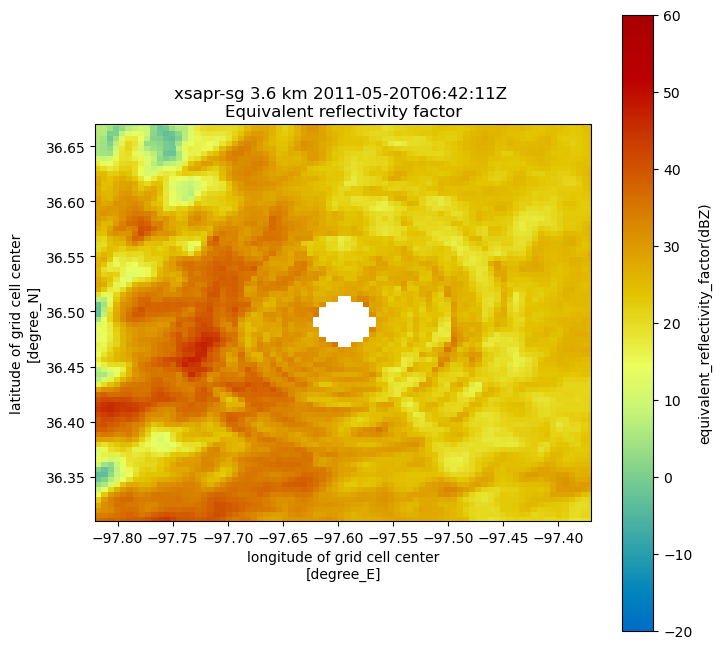 xsapr-sg 3.6 km 2011-05-20T06:42:11Z
Equivalent reflectivity factor
36.65
36.60
36.55
36.50
36.45
36.40
36.35
latitude of grid cell center
[degree_N]
−97.80 −97.75 −97.70 −97.65 −97.60 −97.55 −97.50 −97.45 −97.40
longitude of grid cell center
[degree_E]
60
50
40
30
20
10
0
−10
−20
equivalent_reflectivity_factor(dBZ)